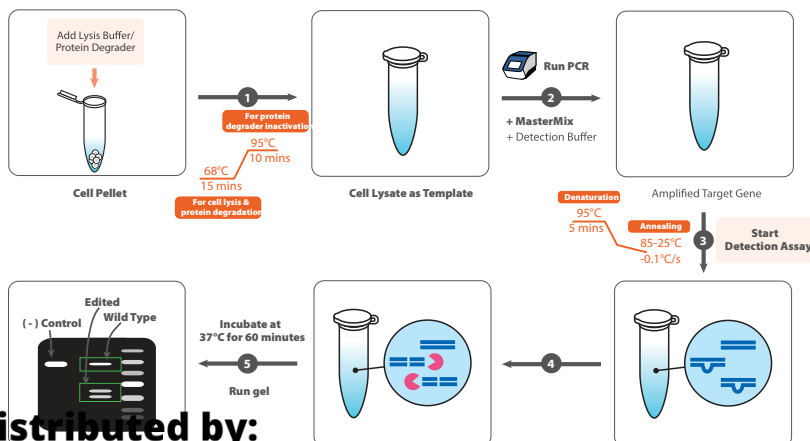 Add Lysis Buffer/
Protein Degrader
Cell Pellet
1
For protein
degrader inactivation
95°C
10 mins
68°C
15 mins
For cell lysis &
protein degradation
Cell Lysate as Template
Run PCR
2
+ MasterMix
+ Detection Buffer
Amplified Target Gene
Denaturation
95°C
5 mins
Annealing
85-25°C
-0.1°C/s
3
Start
Detection Assay
4
Incubate at
37°C for 60 minutes
5
Run gel
Edited
Wild Type
( - ) Control
istributed by: